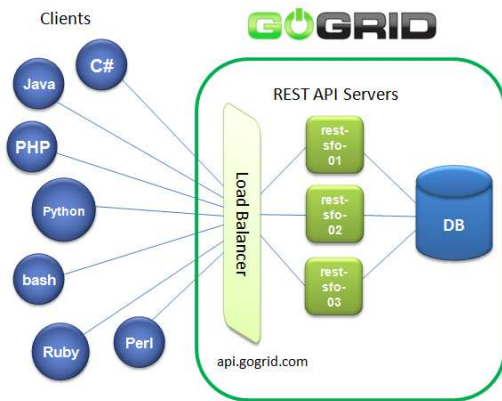 Clients
GOGRID
C#
Java
PHP
Python
bash
Ruby
Perl
REST API Servers
Load Balancer
rest-
sfo-
01
rest-
sfo-
02
rest-
sfo-
03
DB
api.gogrid.com